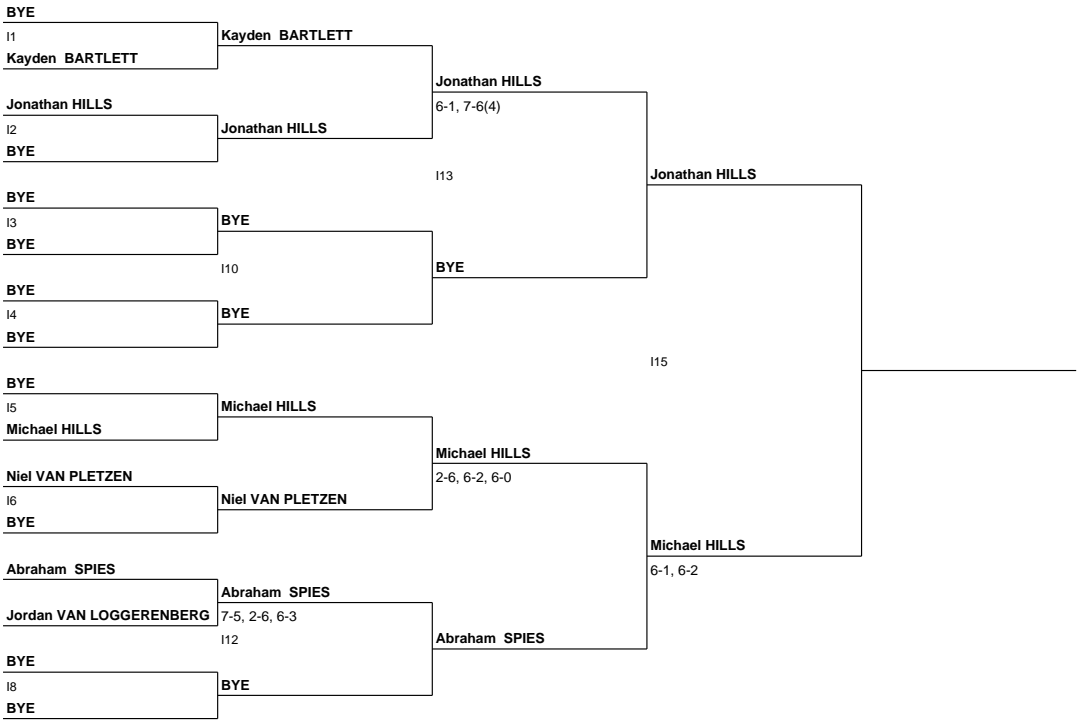 BYE
I1
Kayden BARTLETT
Kayden BARTLETT
Jonathan HILLS
I2
BYE
Jonathan HILLS
Jonathan HILLS
6-1, 7-6(4)
I13
BYE
I3
BYE
BYE
I10
BYE
I4
BYE
BYE
BYE
Jonathan HILLS
I15
BYE
I5
Michael HILLS
Michael HILLS
Niel VAN PLETZEN
I6
BYE
Niel VAN PLETZEN
Michael HILLS
2-6, 6-2, 6-0
Abraham SPIES
Jordan VAN LOGGERENBERG
Abraham SPIES
7-5, 2-6, 6-3
I12
BYE
I8
BYE
BYE
Abraham SPIES
Michael HILLS
6-1, 6-2